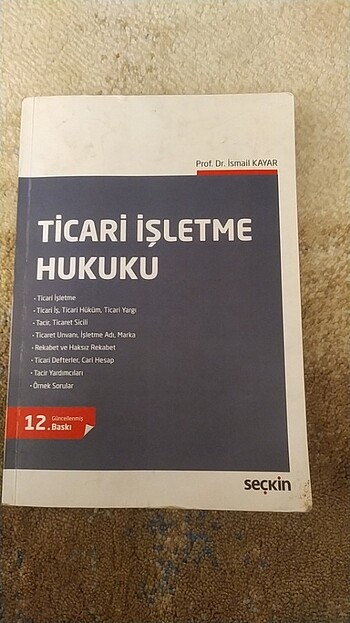 Prof. Dr. İsmail KAYAR
TİCARİ İŞLETME
HUKUKU
• Ticari İşletme
• Ticari İş, Ticari Hüküm, Ticari Yargı
• Tacir, Ticaret Sicili
• Ticaret Unvanı, İşletme Adı, Marka
• Rekabet ve Haksız Rekabet
• Ticari Defterler, Cari Hesap
• Tacir Yardımcıları
• Örnek Sorular
12. Güncellenmiş
Baskı
seçkin